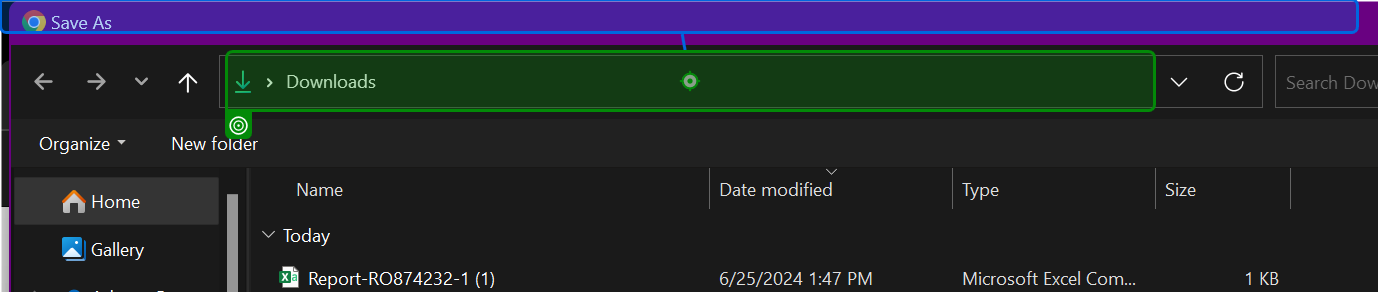 Save As
Downloads
Search Dow
Organize New folder
Name Date modified Type Size
Home
Gallery
Today
Report-RO874232-1 (1) 6/25/2024 1:47 PM Microsoft Excel Com... 1 KB